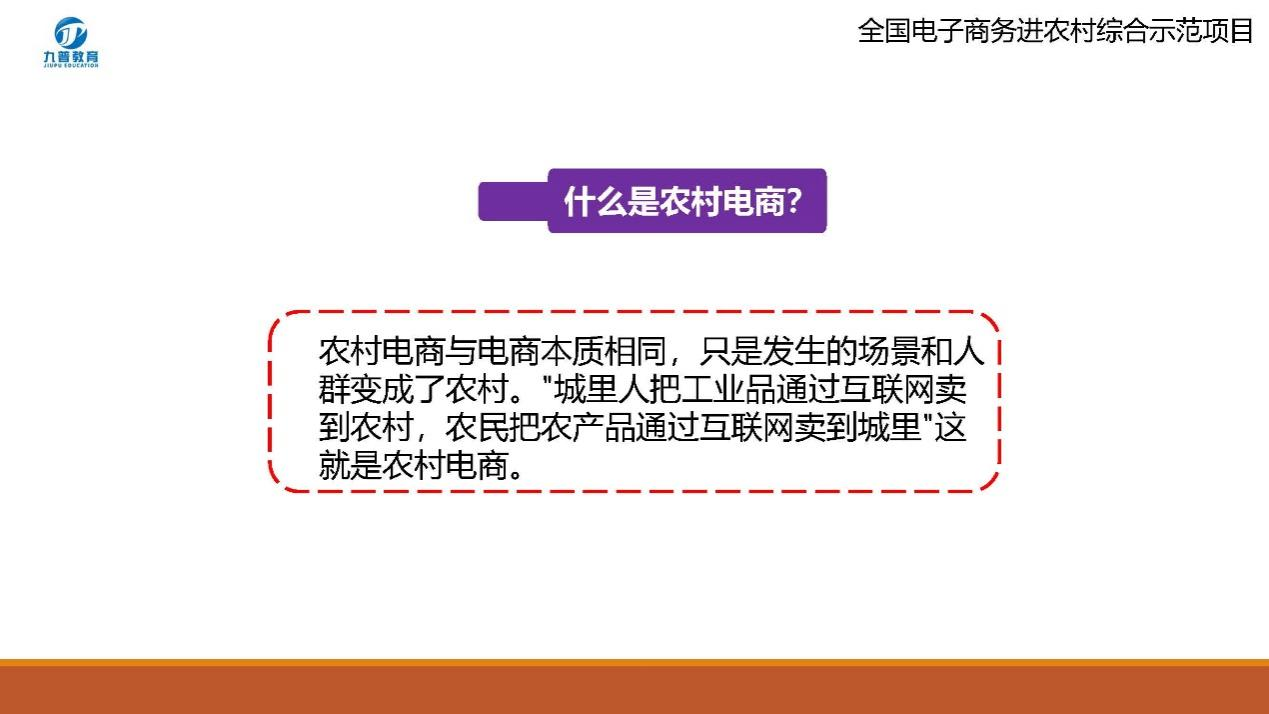 九普教育
JIUPU EDUCATION
全国电子商务进农村综合示范项目
什么是农村电商？
农村电商与电商本质相同，只是发生的场景和人
群变成了农村。"城里人把工业品通过互联网卖
到农村，农民把农产品通过互联网卖到城里"这
就是农村电商。